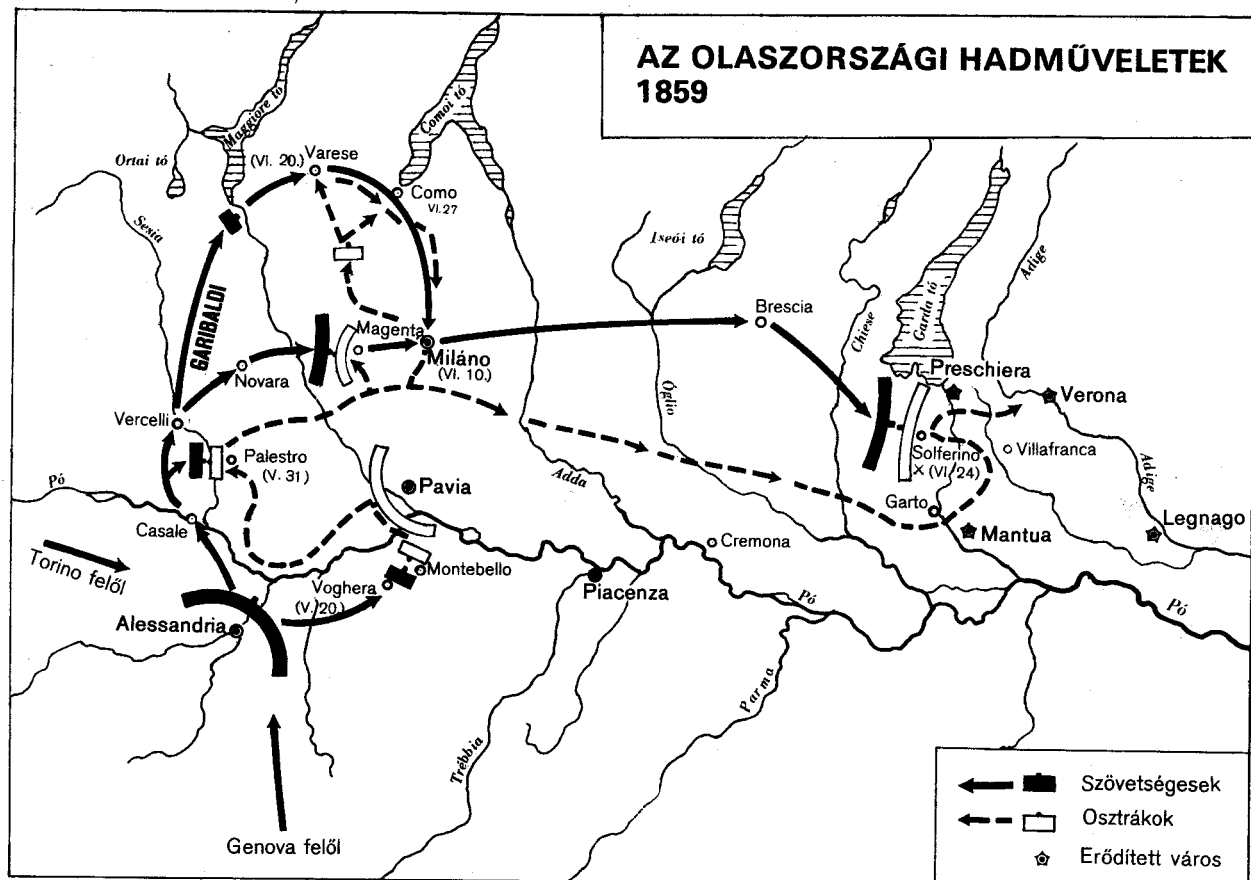 AZ OLASZORSZÁGI HADMŰVELETEK
1859
Maggiore tó
Comoi tó
Ortai tó
(VI. 20.)
Varese
Como
VI.27
Sesia
Iseói tó
Adige
GARIBALDI
Brescia
Chiese
Garda tó
Magenta
Miláno
(VI. 10.)
Novara
Óglio
Preschiera
Verona
Vercelli
Palestro
(V. 31.)
Solferino
(VI. 24)
Villafranca
Adige
Pó
Pavia
Adda
Garto
Casale
Cremona
Mantua
Legnago
Torino felől
Voghera
(V. 20.)
Montebello
Piacenza
Pó
Pó
Alessandria
Parma
Trébbia
Genova felől
Szövetségesek
Osztrákok
Erődített város